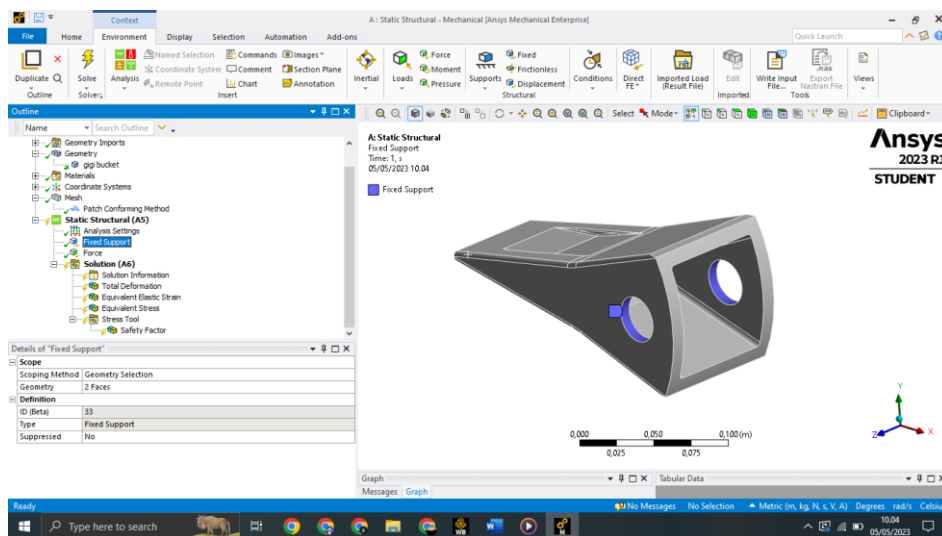 Context
A : Static Structural - Mechanical [Ansys Mechanical Enterprise]
File Home Environment Display Selection Automation Add-ons
Quick Launch
Duplicate
Outline
Solve
Solvers
Analysis
Named Selection
Coordinate System
Remote Point
Commands
Comment
Chart
Images
Section Plane
Annotation
Insert
Inertial
Loads
Force
Moment
Pressure
Supports
Fixed
Frictionless
Displacement
Structural
Conditions
Direct FE
Imported Load (Result File)
Edit
Imported
Write Input File...
.nas
Export Nastran File
Tools
Views
Outline
Name Search Outline
Geometry Imports
Geometry
gigi bucket
Materials
Coordinate Systems
Mesh
Patch Conforming Method
Static Structural (A5)
Analysis Settings
Fixed Support
Force
Solution (A6)
Solution Information
Total Deformation
Equivalent Elastic Strain
Equivalent Stress
Stress Tool
Safety Factor
Details of "Fixed Support"
Scope
Scoping Method Geometry Selection
Geometry 2 Faces
Definition
ID (Beta) 33
Type Fixed Support
Suppressed No
Select Mode Clipboard
A: Static Structural
Fixed Support
Time: 1, s
05/05/2023 10.04
Fixed Support
Ansys
2023 R1
STUDENT
Y
X
Z
0,000 0,050 0,100 (m)
0,025 0,075
Graph
Messages Graph
Tabular Data
Ready
No Messages No Selection Metric (m, kg, N, s, V, A) Degrees rad/s Celsiu
Type here to search
WB
W
M
10.04
05/05/2023